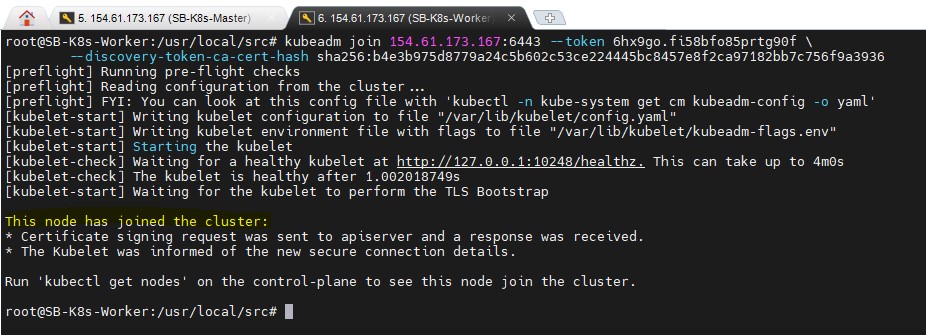 5. 154.61.173.167 (SB-K8s-Master)
6. 154.61.173.167 (SB-K8s-Worker
root@SB-K8s-Worker:/usr/local/src# kubeadm join 154.61.173.167:6443 --token 6hx9go.fi58bfo85prtg90f \
--discovery-token-ca-cert-hash sha256:b4e3b975d8779a24c5b602c53ce224445bc8457e8f2ca97182bb7c756f9a3936
[preflight] Running pre-flight checks
[preflight] Reading configuration from the cluster...
[preflight] FYI: You can look at this config file with 'kubectl -n kube-system get cm kubeadm-config -o yaml'
[kubelet-start] Writing kubelet configuration to file "/var/lib/kubelet/config.yaml"
[kubelet-start] Writing kubelet environment file with flags to file "/var/lib/kubelet/kubeadm-flags.env"
[kubelet-start] Starting the kubelet
[kubelet-check] Waiting for a healthy kubelet at http://127.0.0.1:10248/healthz. This can take up to 4m0s
[kubelet-check] The kubelet is healthy after 1.002018749s
[kubelet-start] Waiting for the kubelet to perform the TLS Bootstrap
This node has joined the cluster:
* Certificate signing request was sent to apiserver and a response was received.
* The Kubelet was informed of the new secure connection details.
Run 'kubectl get nodes' on the control-plane to see this node join the cluster.
root@SB-K8s-Worker:/usr/local/src#